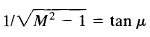 1/√M² − 1 = tan μ